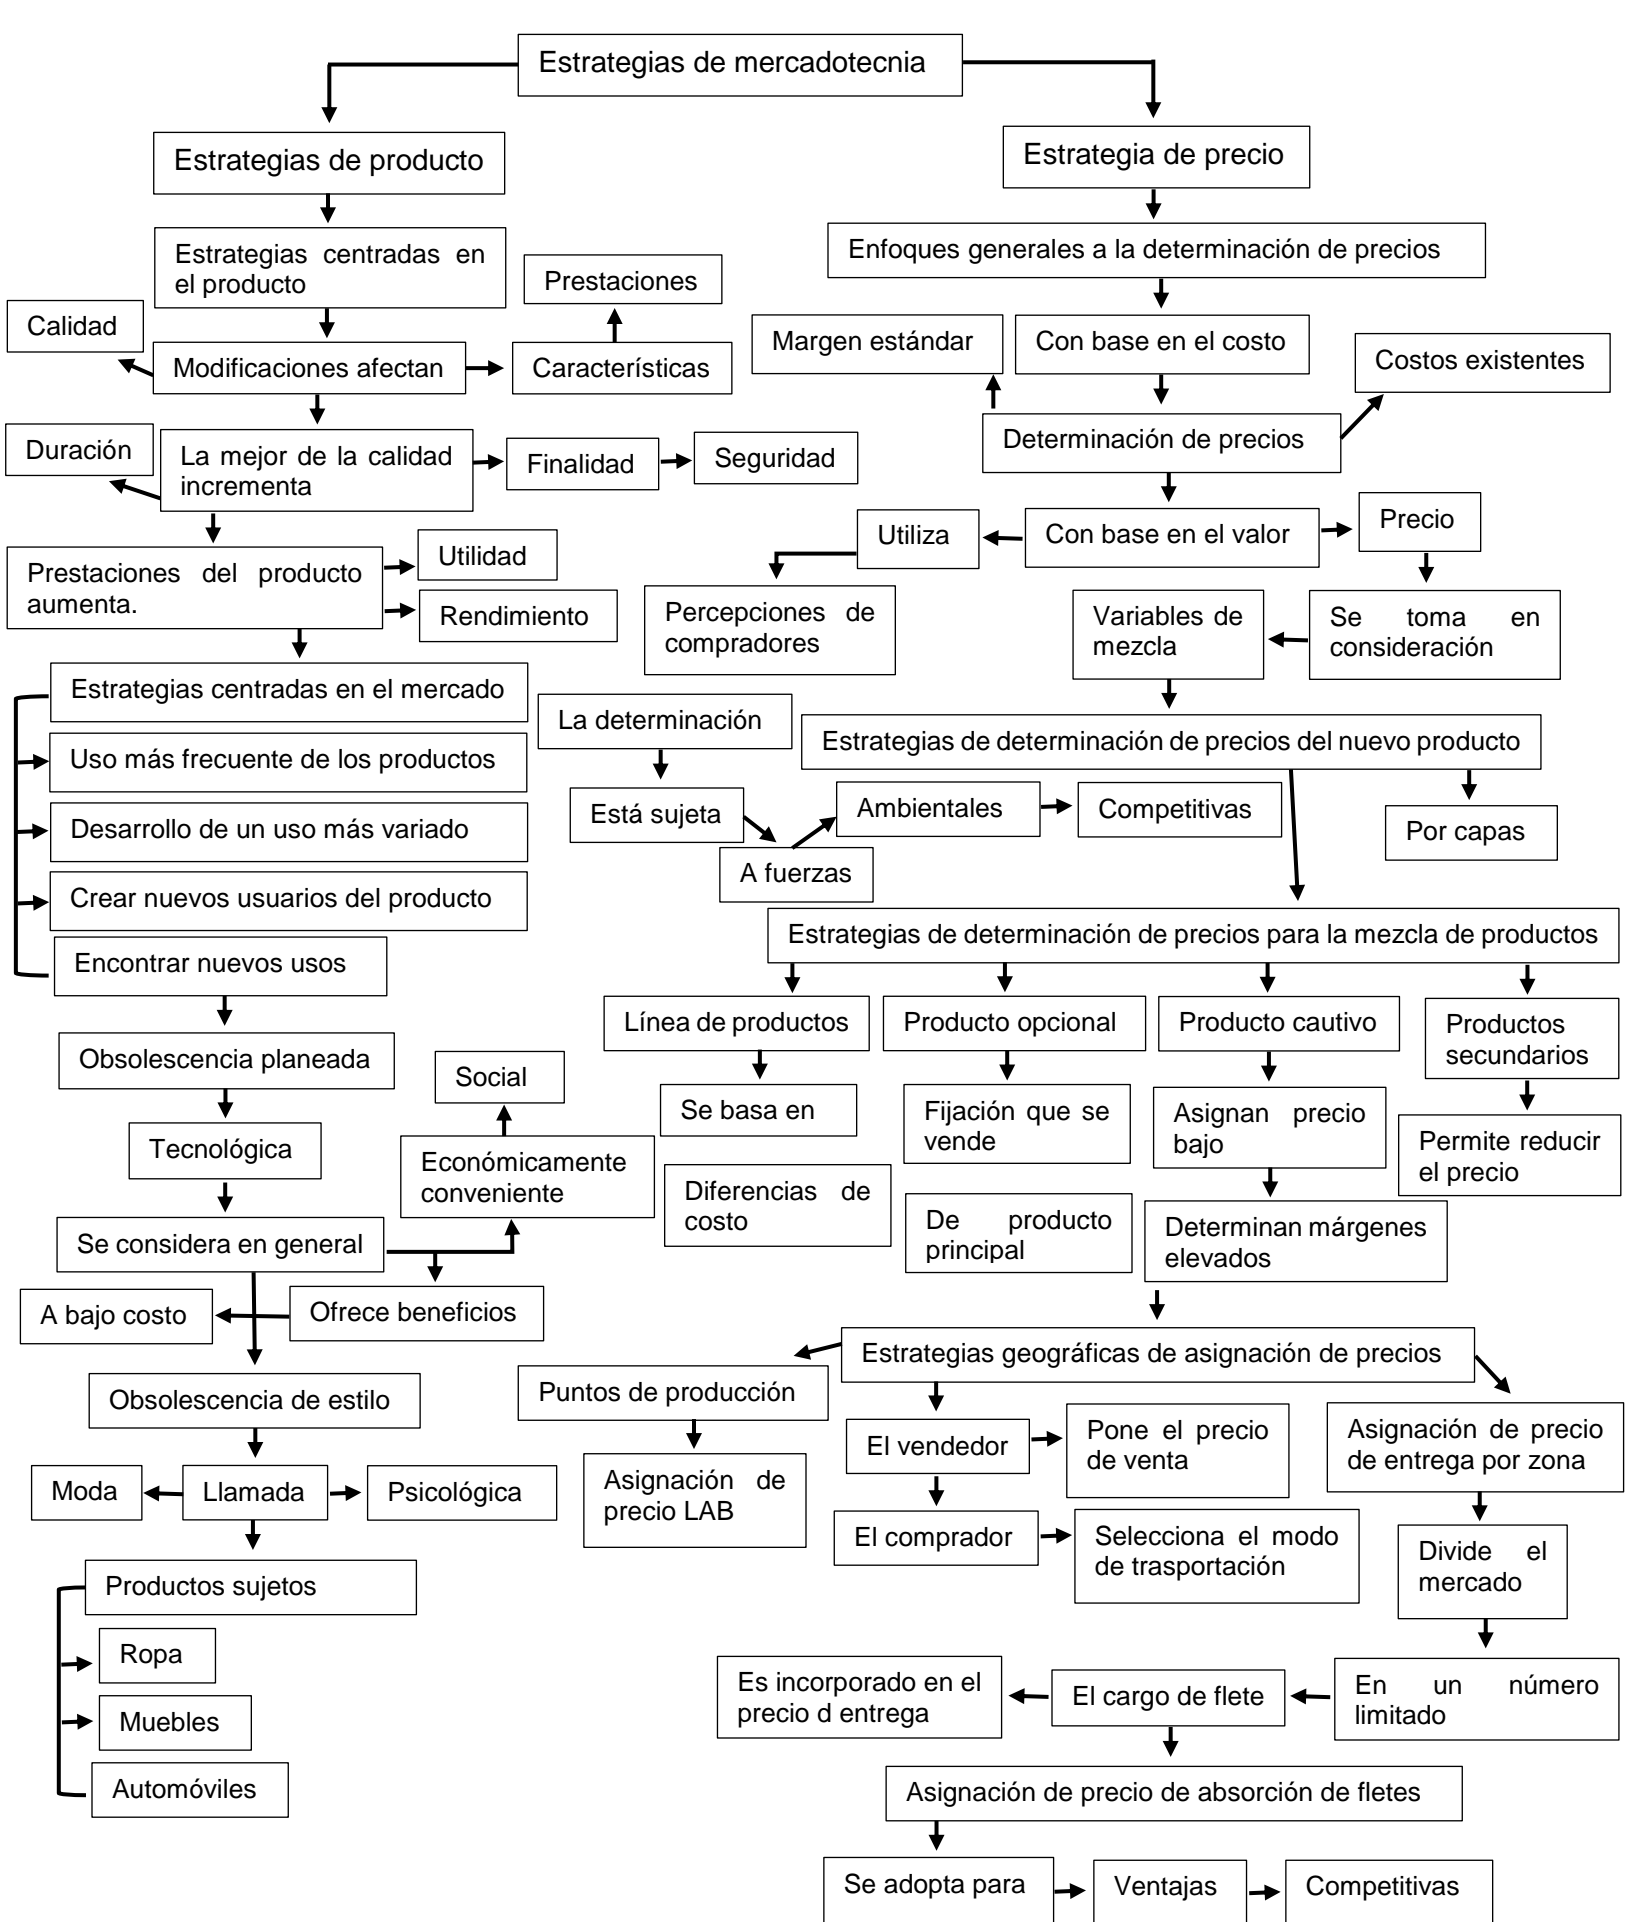 Estrategias de mercadotecnia
Estrategias de producto
Estrategia de precio
Estrategias centradas en
el producto
Prestaciones
Calidad
Modificaciones afectan
Características
Duración
La mejor de la calidad
incrementa
Finalidad
Seguridad
Prestaciones del producto
aumenta.
Utilidad
Rendimiento
Estrategias centradas en el mercado
Uso más frecuente de los productos
Desarrollo de un uso más variado
Crear nuevos usuarios del producto
Encontrar nuevos usos
Obsolescencia planeada
Social
Tecnológica
Económicamente
conveniente
Se considera en general
A bajo costo
Ofrece beneficios
Obsolescencia de estilo
Moda
Llamada
Psicológica
Productos sujetos
Ropa
Muebles
Automóviles
Enfoques generales a la determinación de precios
Margen estándar
Con base en el costo
Costos existentes
Determinación de precios
Utiliza
Con base en el valor
Precio
Percepciones de
compradores
Variables de
mezcla
Se toma en
consideración
La determinación
Estrategias de determinación de precios del nuevo producto
Está sujeta
Ambientales
Competitivas
Por capas
A fuerzas
Estrategias de determinación de precios para la mezcla de productos
Línea de productos
Producto opcional
Producto cautivo
Productos
secundarios
Se basa en
Fijación que se
vende
Asignan precio
bajo
Permite reducir
el precio
Diferencias de
costo
De producto
principal
Determinan márgenes
elevados
Estrategias geográficas de asignación de precios
Puntos de producción
El vendedor
Pone el precio
de venta
Asignación de precio
de entrega por zona
Asignación de
precio LAB
El comprador
Selecciona el modo
de trasportación
Divide el
mercado
Es incorporado en el
precio d entrega
El cargo de flete
En un número
limitado
Asignación de precio de absorción de fletes
Se adopta para
Ventajas
Competitivas